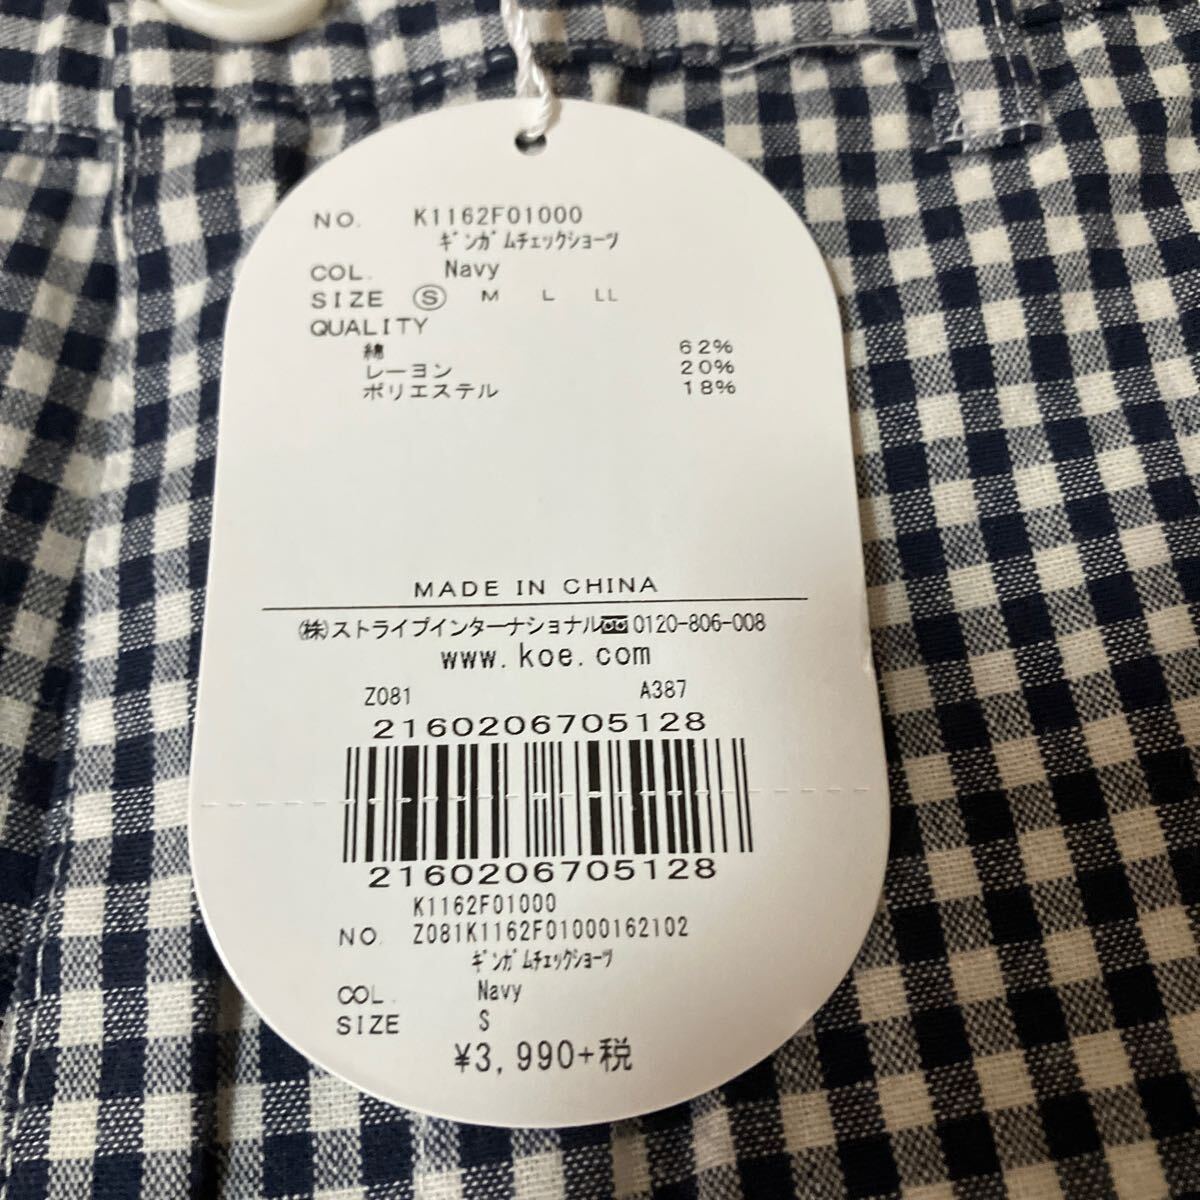 NO. K1162F01000
ｷﾞﾝｶﾞﾑﾁｪｯｸｼｮｰﾂ
COL. Navy
SIZE Ⓢ M L LL
QUALITY
綿 62%
レーヨン 20%
ポリエステル 18%
MADE IN CHINA
㈱ストライプインターナショナル 0120-806-008
www.koe.com
Z081 A387
2160206705128
2160206705128
K1162F01000
NO. Z081K1162F01000162102
ｷﾞﾝｶﾞﾑﾁｪｯｸｼｮｰﾂ
COL. Navy
SIZE S
¥3,990+税